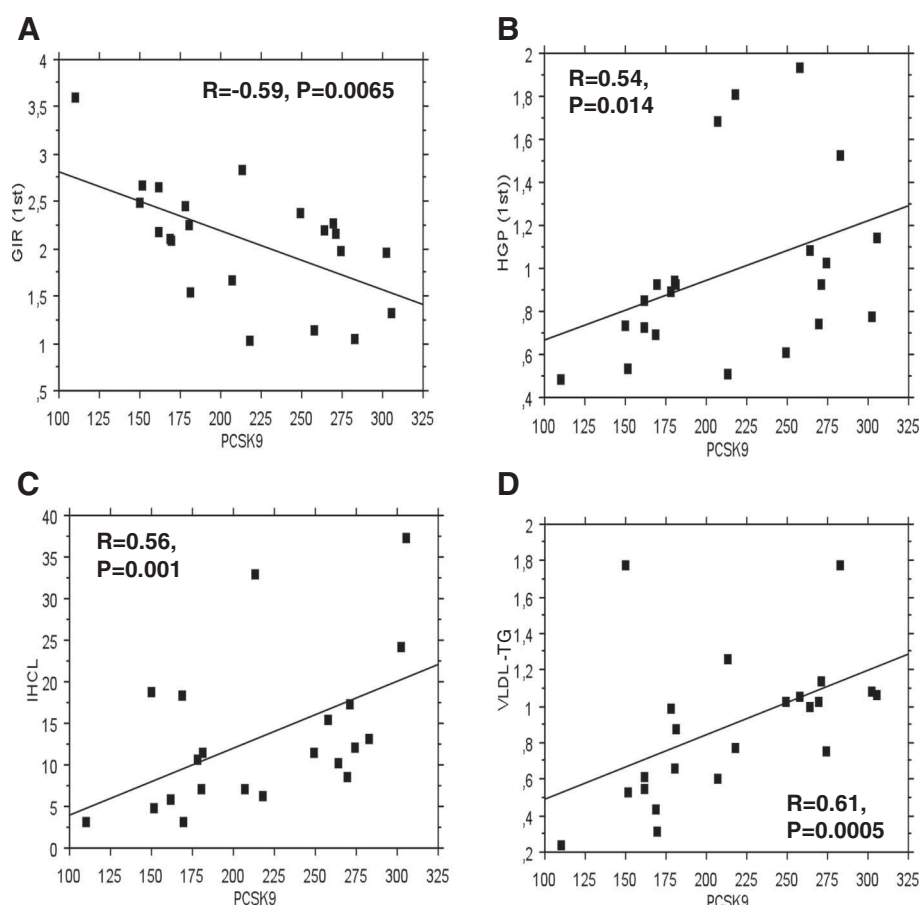 A
4
3,5
3
2,5
2
1,5
1
,5
GIR (1st)
R=-0.59, P=0.0065
100 125 150 175 200 225 250 275 300 325
PCSK9
B
2
1,8
1,6
1,4
1,2
1
,8
,6
,4
HGP (1st))
R=0.54,
P=0.014
100 125 150 175 200 225 250 275 300 325
PCSK9
C
40
35
30
25
20
15
10
5
0
IHCL
R=0.56,
P=0.001
100 125 150 175 200 225 250 275 300 325
PCSK9
D
2
1,8
1,6
1,4
1,2
1
,8
,6
,4
,2
VLDL-TG
R=0.61,
P=0.0005
100 125 150 175 200 225 250 275 300 325
PCSK9